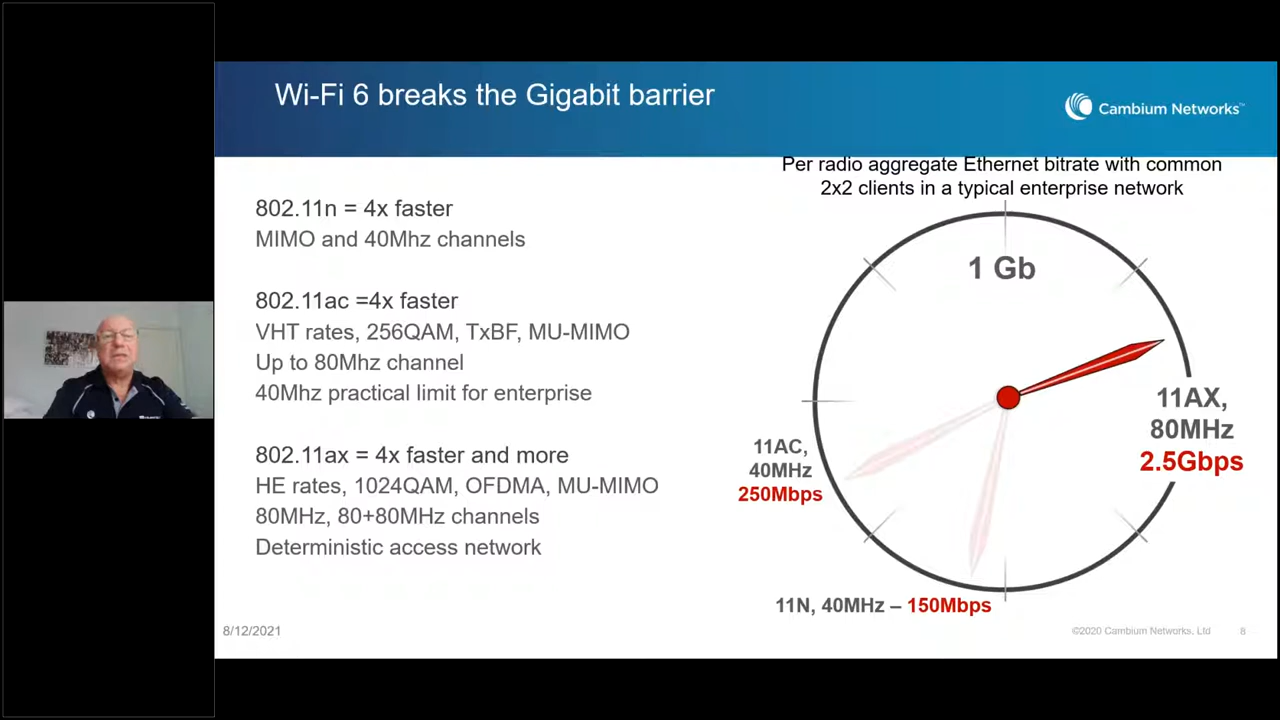 Wi-Fi 6 breaks the Gigabit barrier
Cambium Networks™
Per radio aggregate Ethernet bitrate with common
2x2 clients in a typical enterprise network
802.11n = 4x faster
MIMO and 40Mhz channels
802.11ac =4x faster
VHT rates, 256QAM, TxBF, MU-MIMO
Up to 80Mhz channel
40Mhz practical limit for enterprise
802.11ax = 4x faster and more
HE rates, 1024QAM, OFDMA, MU-MIMO
80MHz, 80+80MHz channels
Deterministic access network
1 Gb
11AX,
80MHz
2.5Gbps
11AC,
40MHz
250Mbps
11N, 40MHz – 150Mbps
8/12/2021
©2020 Cambium Networks, Ltd
8